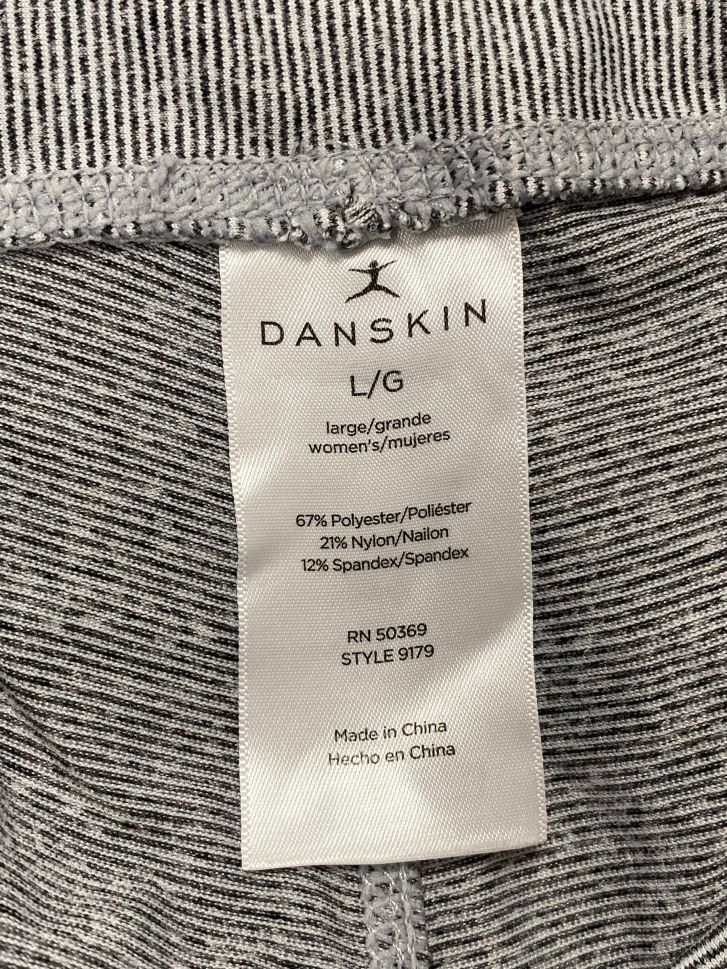 DANSKIN
L/G
large/grande
women's/mujeres
67% Polyester/Poliéster
21% Nylon/Nailon
12% Spandex/Spandex
RN 50369
STYLE 9179
Made in China
Hecho en China